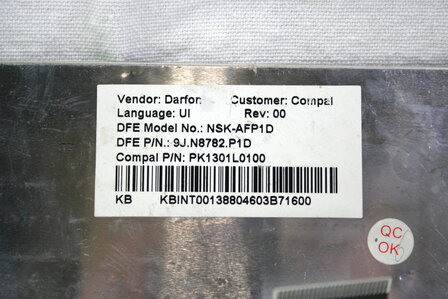 Vendor: Darfon Customer: Compal
Language: UI Rev: 00
DFE Model No.: NSK-AFP1D
DFE P/N.: 9J.N8782.P1D
Compal P/N: PK1301L0100
KB KBINT00138804603B71600
QC
OK